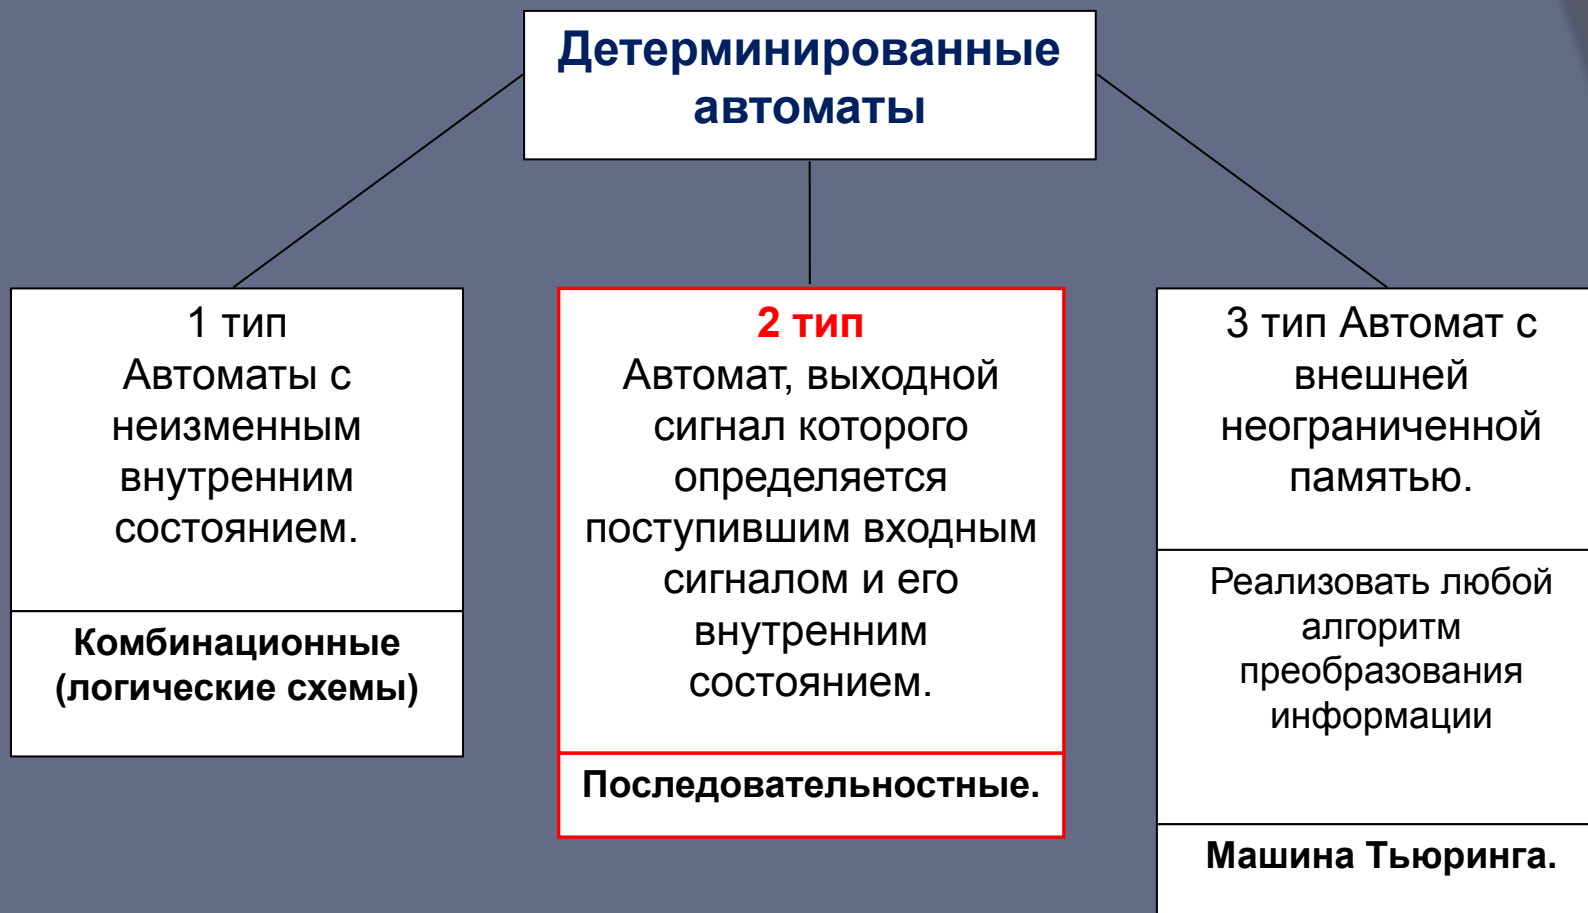 Детерминированные
автоматы
1 тип
Автоматы с
неизменным
внутренним
состоянием.
Комбинационные
(логические схемы)
2 тип
Автомат, выходной
сигнал которого
определяется
поступившим входным
сигналом и его
внутренним
состоянием.
Последовательностные.
3 тип Автомат с
внешней
неограниченной
памятью.
Реализовать любой
алгоритм
преобразования
информации
Машина Тьюринга.